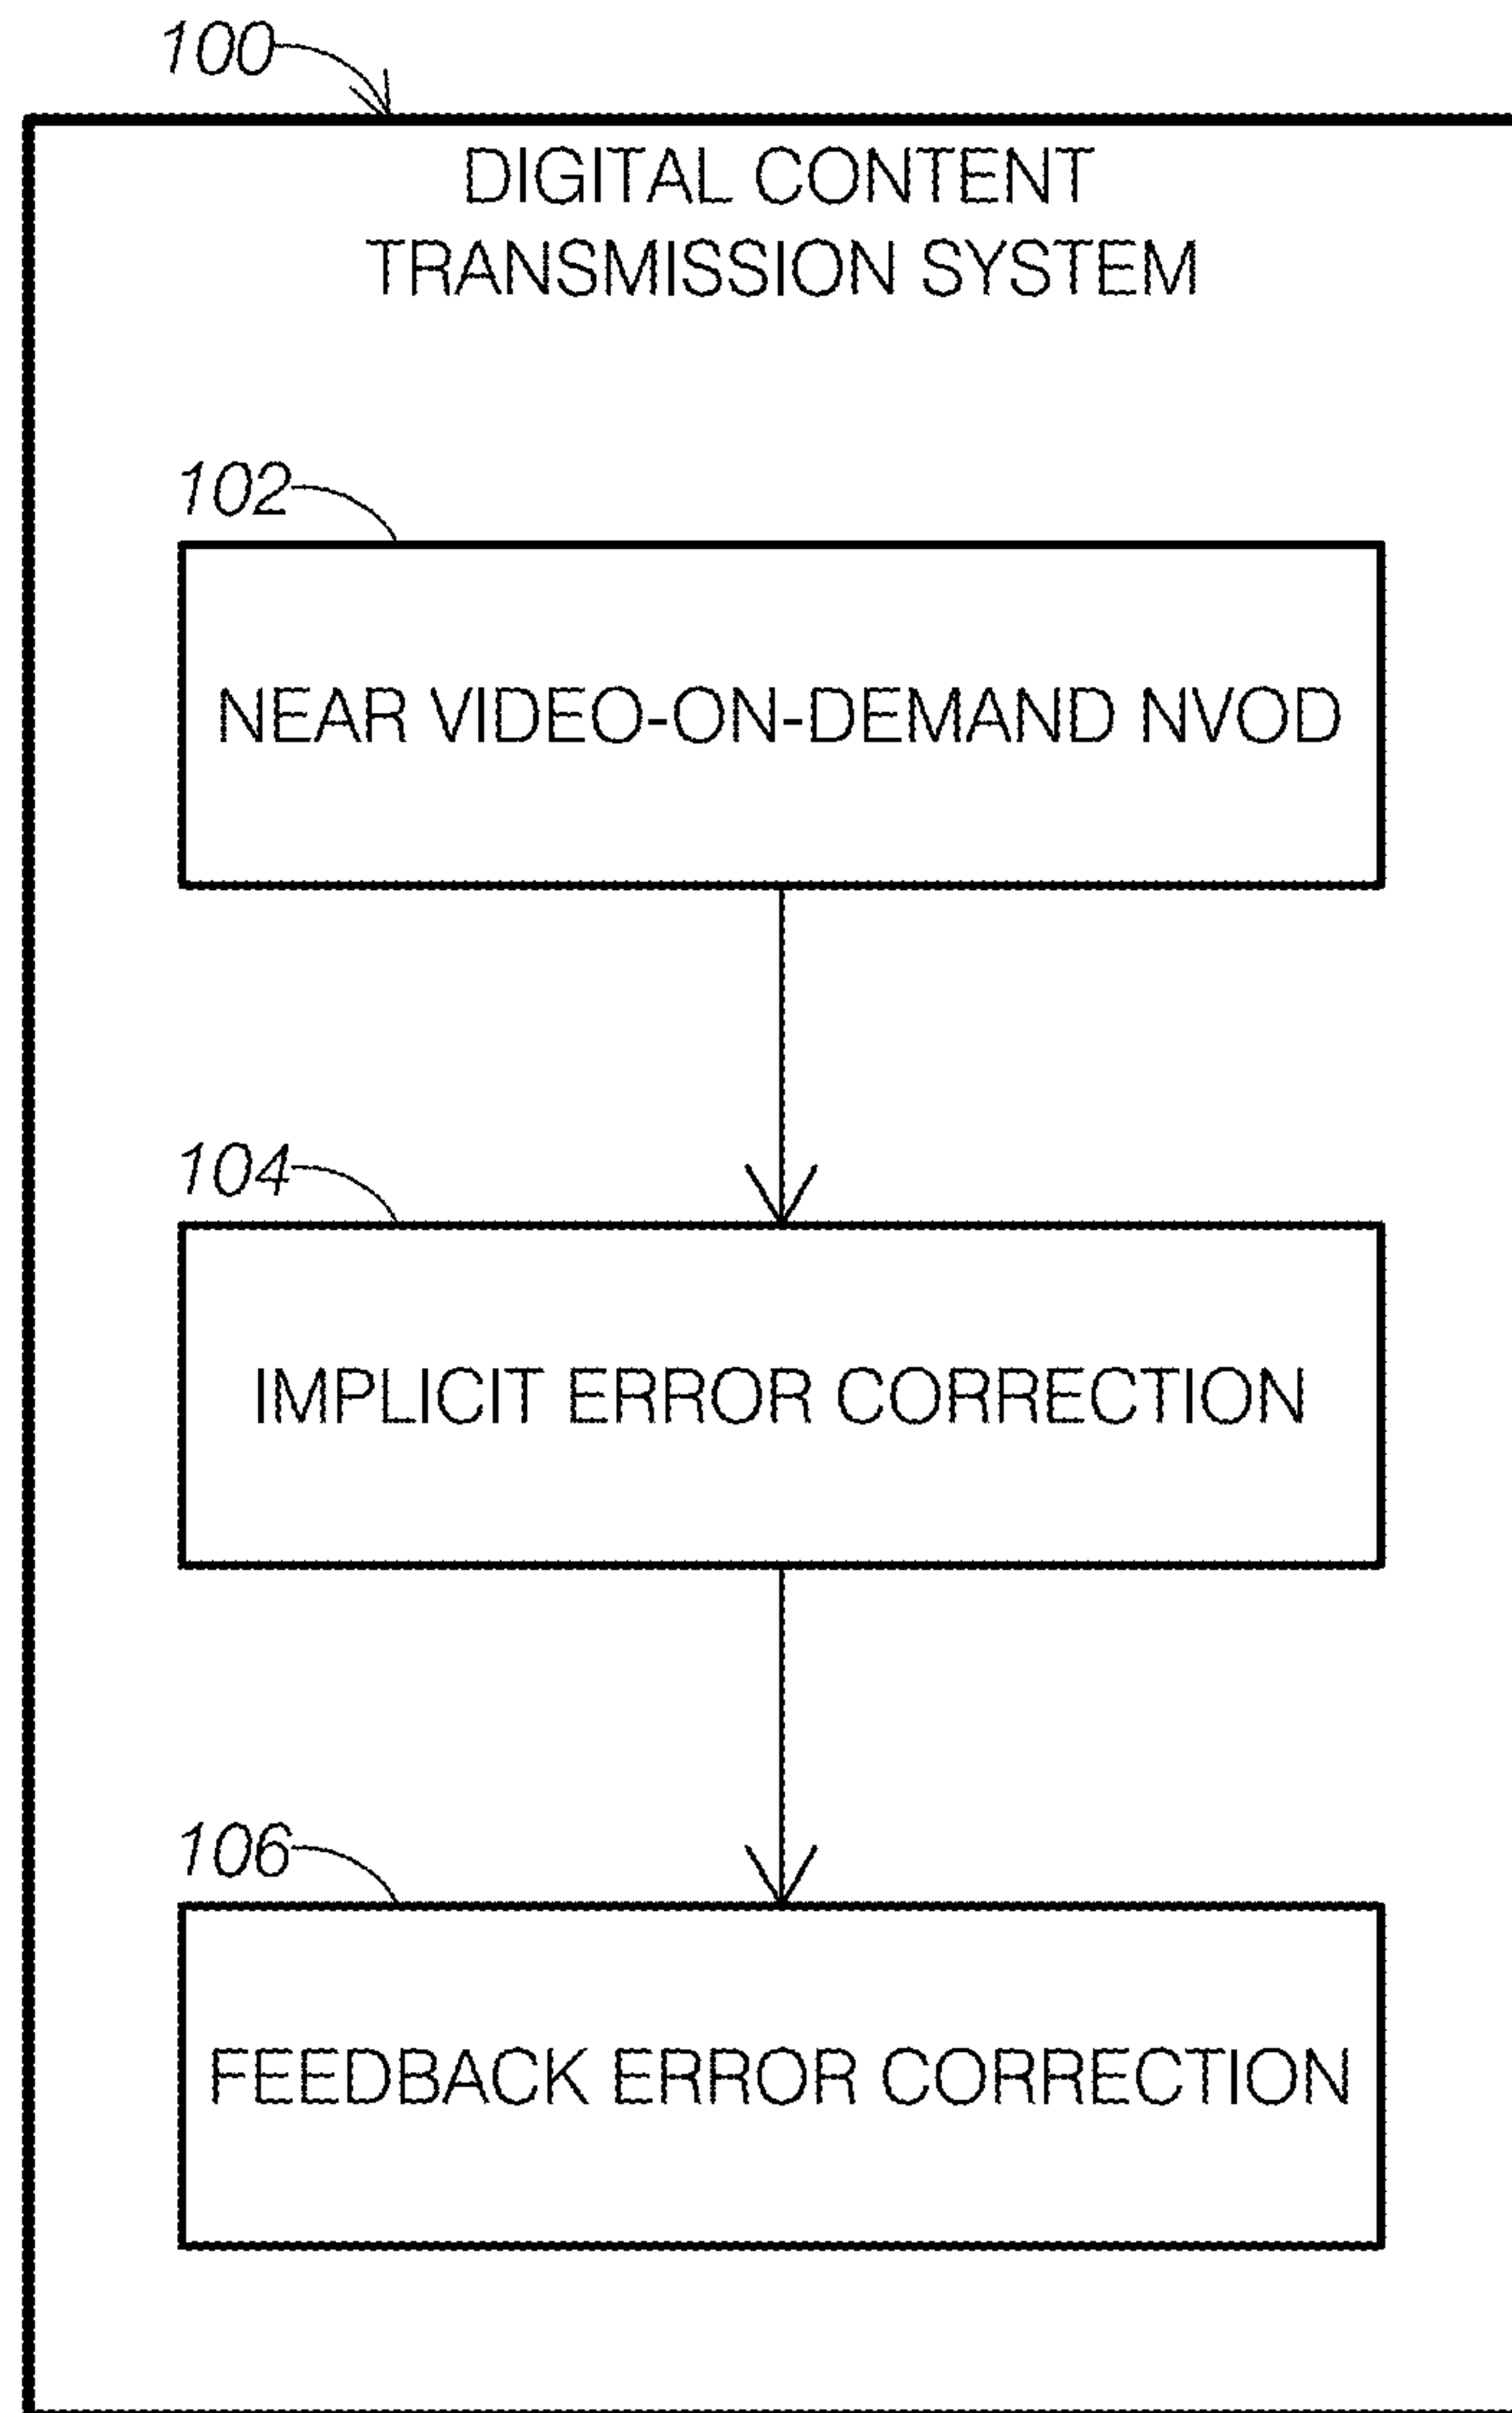 100
DIGITAL CONTENT
TRANSMISSION SYSTEM
102
NEAR VIDEO-ON-DEMAND NVOD
104
IMPLICIT ERROR CORRECTION
106
FEEDBACK ERROR CORRECTION